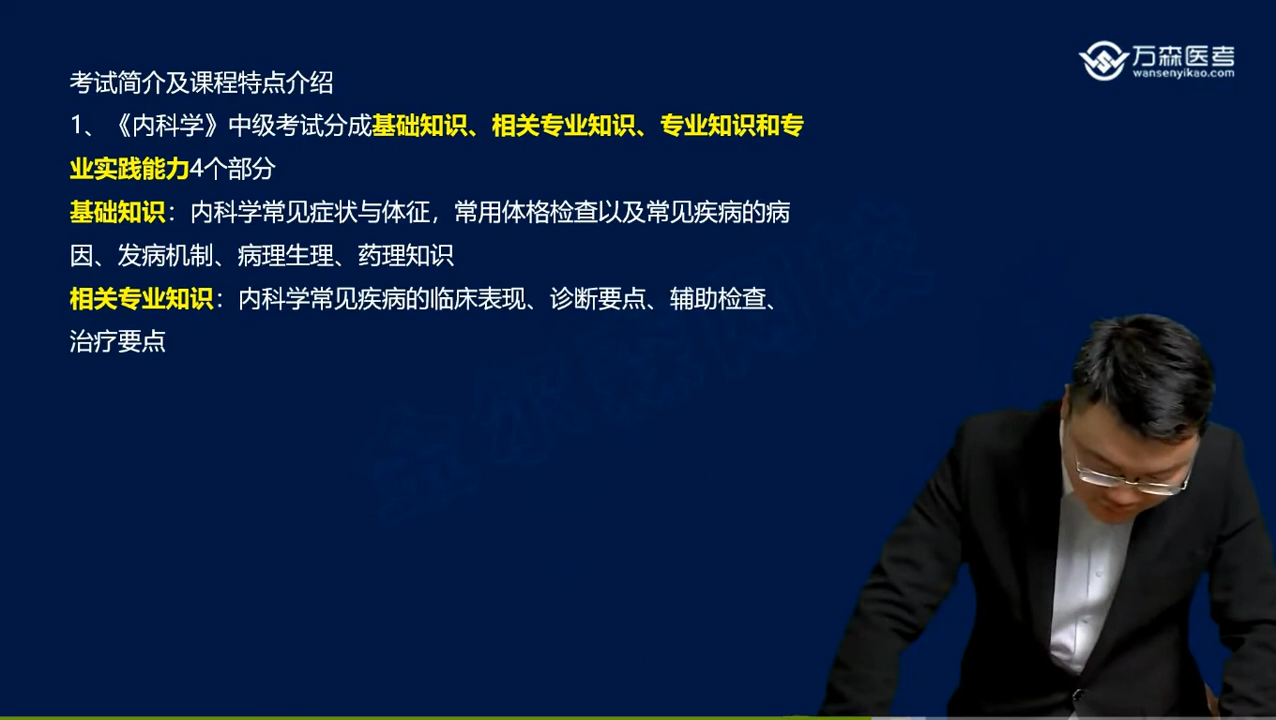 万森医考
wansenyikao.com
考试简介及课程特点介绍
1、《内科学》中级考试分成基础知识、相关专业知识、专业知识和专
业实践能力4个部分
基础知识：内科学常见症状与体征，常用体格检查以及常见疾病的病
因、发病机制、病理生理、药理知识
相关专业知识：内科学常见疾病的临床表现、诊断要点、辅助检查、
治疗要点